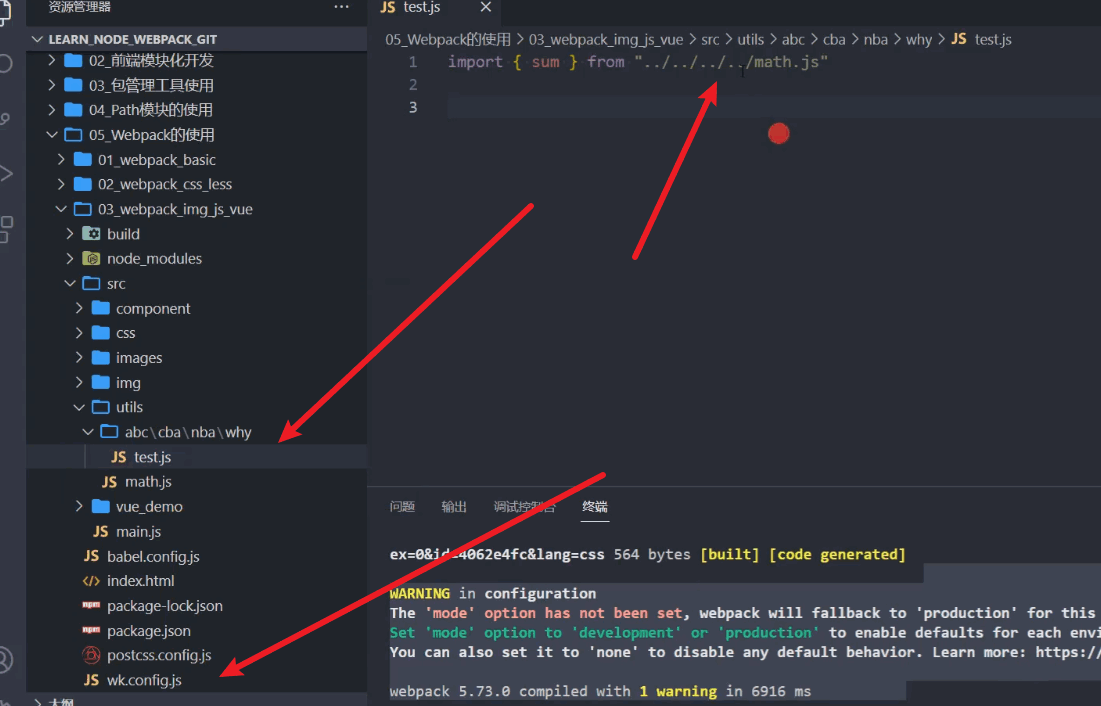 资源管理器
···
JS test.js ×
LEARN_NODE_WEBPACK_GIT
02_前端模块化开发
03_包管理工具使用
04_Path模块的使用
05_Webpack的使用
01_webpack_basic
02_webpack_css_less
03_webpack_img_js_vue
build
node_modules
src
component
css
images
img
utils
abc\cba\nba\why
JS test.js
JS math.js
vue_demo
JS main.js
JS babel.config.js
<> index.html
npm package-lock.json
npm package.json
postcss.config.js
JS wk.config.js
大纲
05_Webpack的使用 > 03_webpack_img_js_vue > src > utils > abc > cba > nba > why > JS test.js
1 import { sum } from "../../../../math.js"
2
3
问题 输出 调试控制台 终端
ex=0&id=4062e4fc&lang=css 564 bytes [built] [code generated]
WARNING in configuration
The 'mode' option has not been set, webpack will fallback to 'production' for this
Set 'mode' option to 'development' or 'production' to enable defaults for each envi
You can also set it to 'none' to disable any default behavior. Learn more: https:/
webpack 5.73.0 compiled with 1 warning in 6916 ms